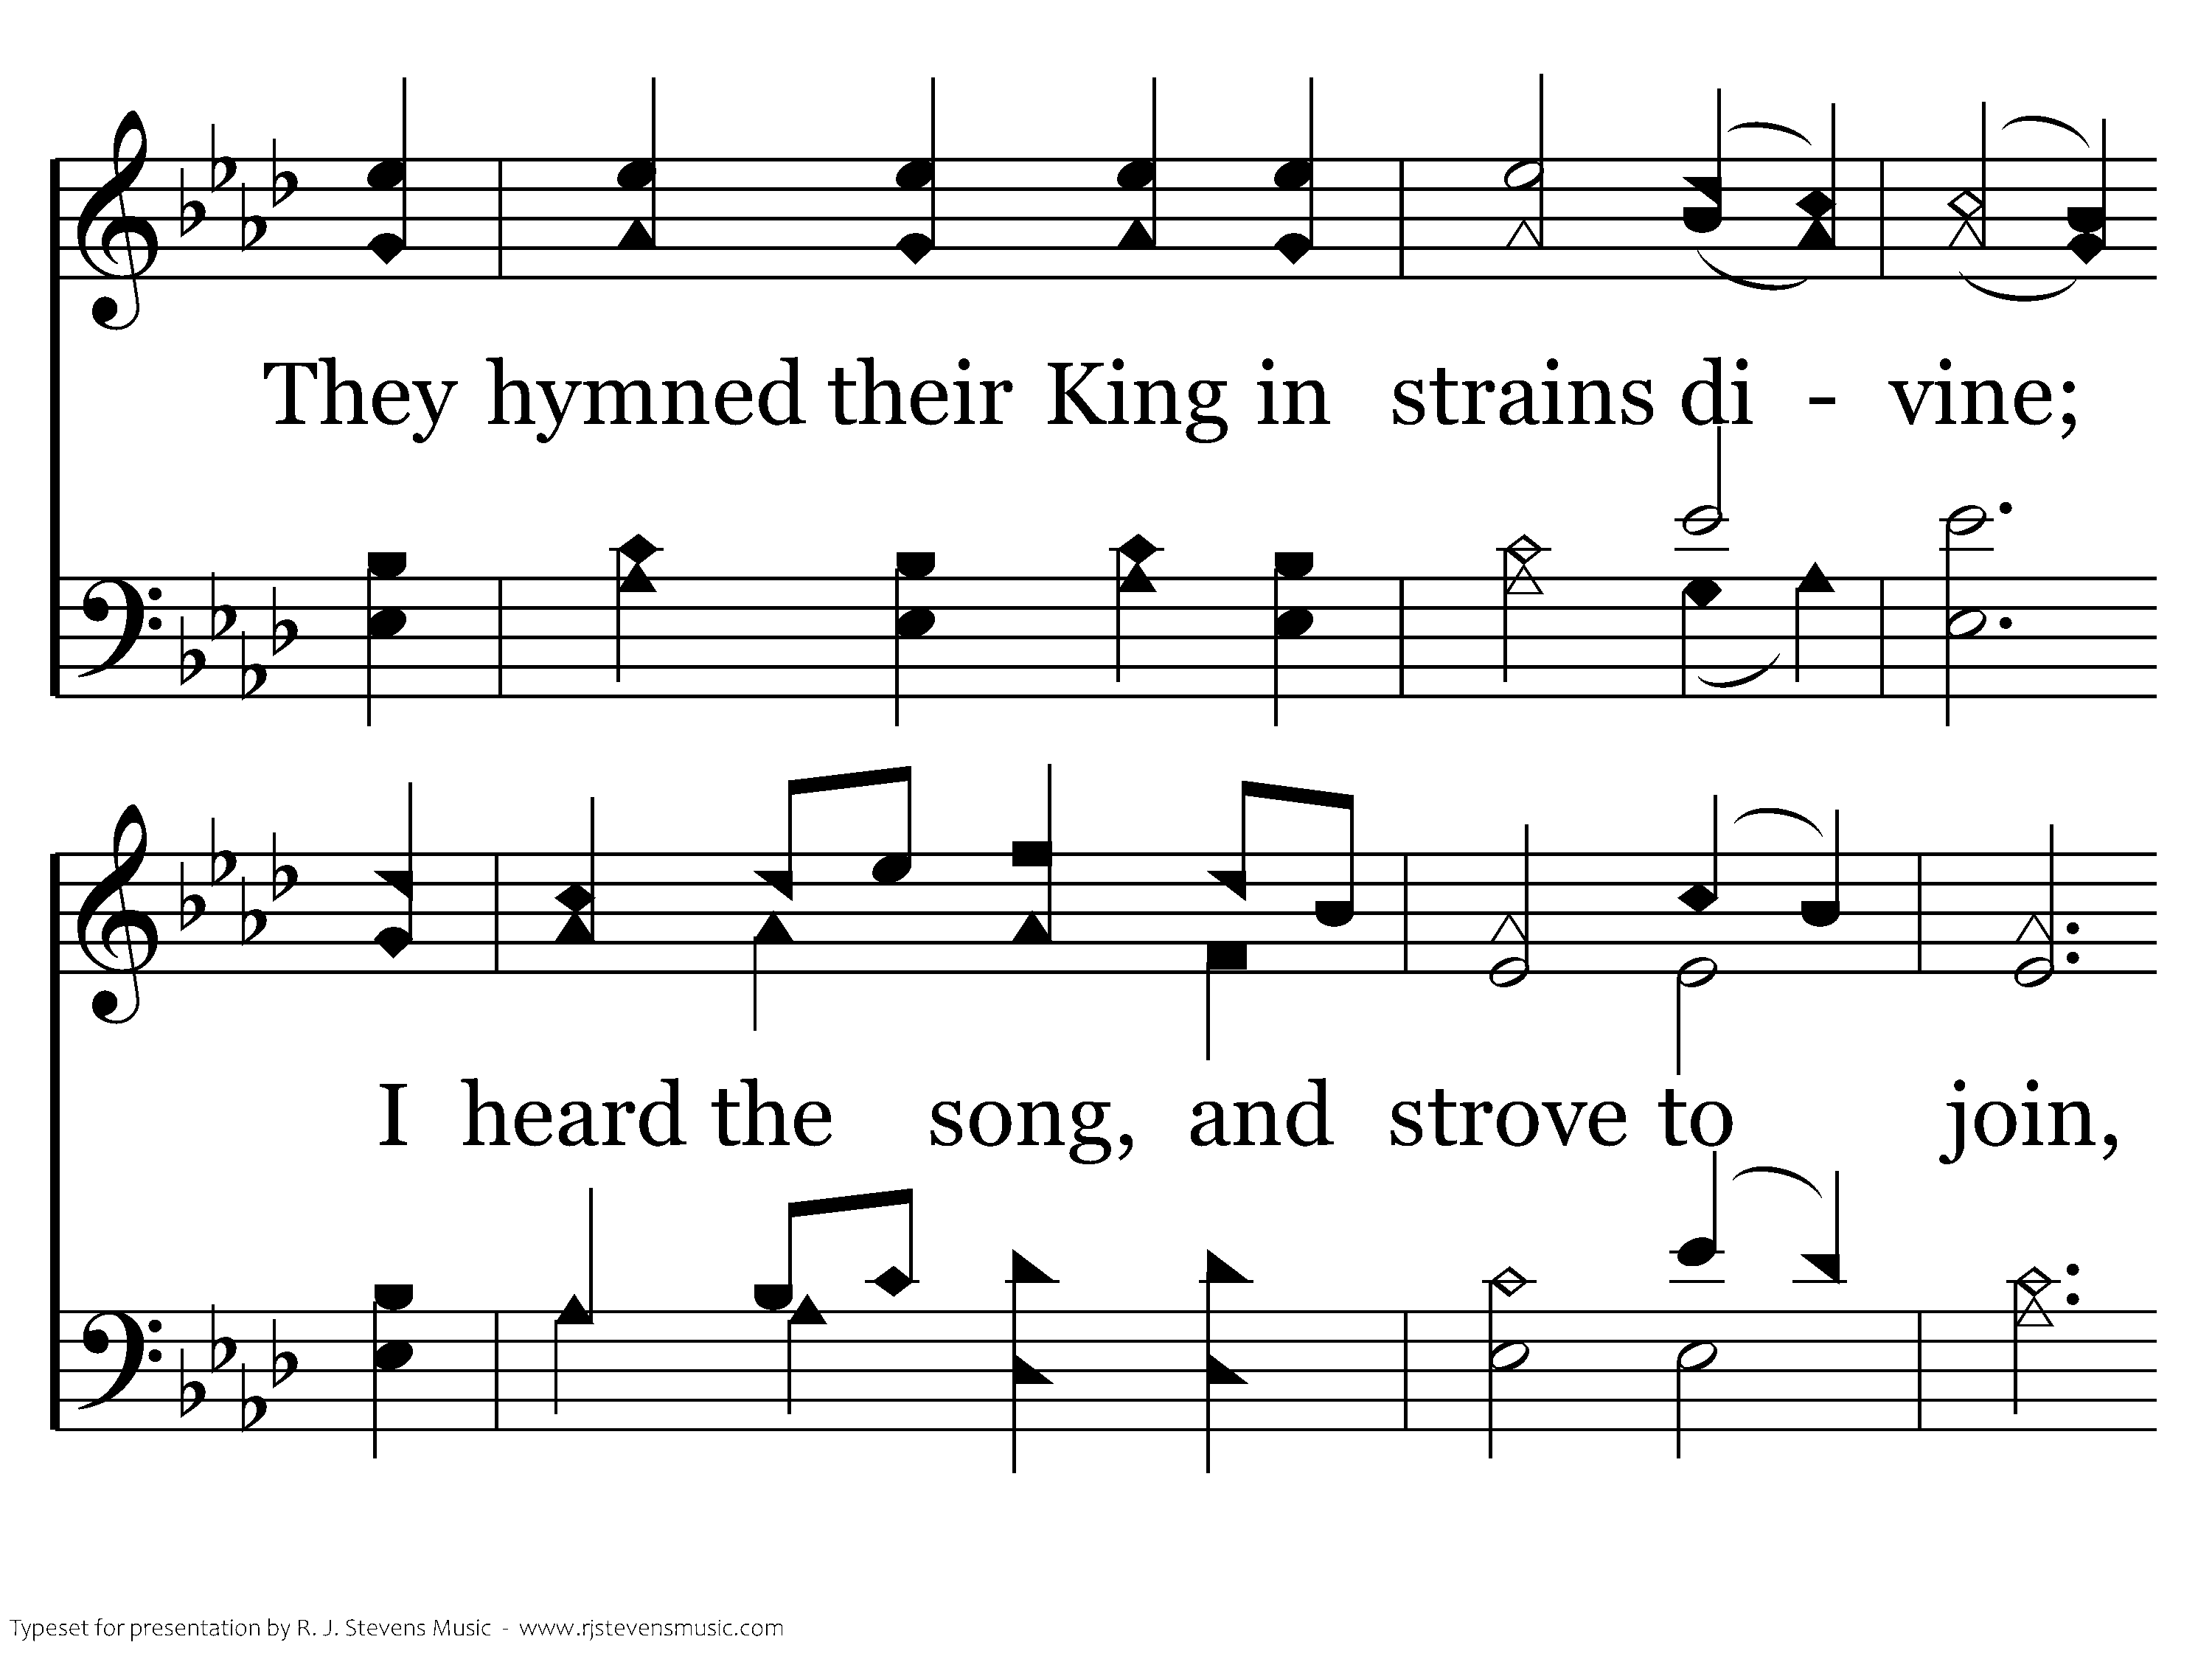 They hymned their King in strains di - vine;
I heard the song, and strove to join,
Typeset for presentation by R. J. Stevens Music - www.rjstevensmusic.com